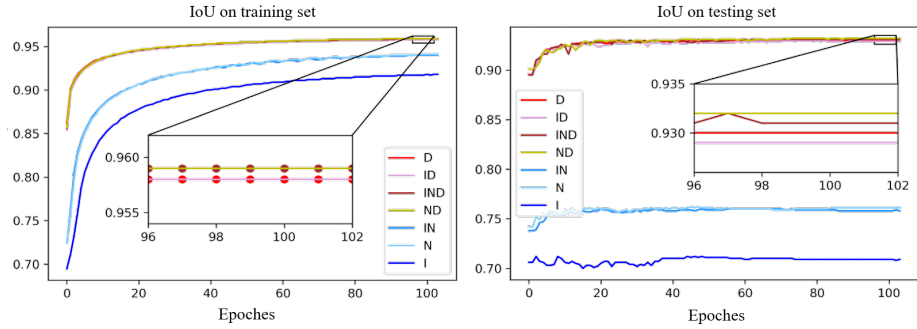 IoU on training set
0.95
0.90
0.85
0.80
0.75
0.70
0.960
0.955
96 98 100 102
D
ID
IND
ND
IN
N
I
0 20 40 60 80 100
Epoches
IoU on testing set
0.90
0.85
0.80
0.75
0.70
D
ID
IND
ND
IN
N
I
0.935
0.930
96 98 100 102
0 20 40 60 80 100
Epoches